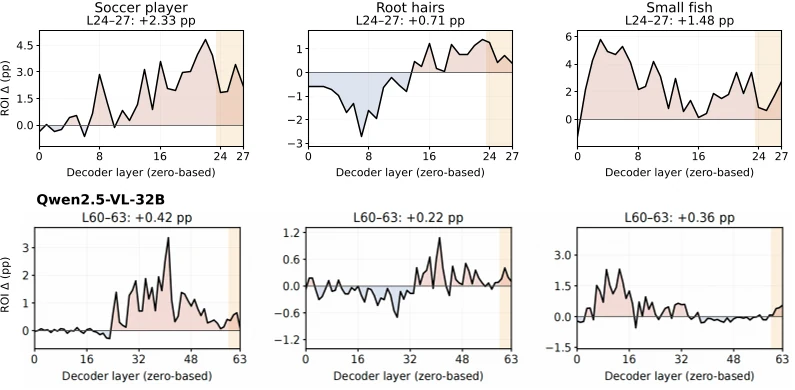 Soccer player
L24–27: +2.33 pp
ROI Δ (pp)
4.5
3.0
1.5
0.0
0 8 16 24 27
Decoder layer (zero-based)
Root hairs
L24–27: +0.71 pp
1
0
−1
−2
−3
0 8 16 24 27
Decoder layer (zero-based)
Small fish
L24–27: +1.48 pp
6
4
2
0
0 8 16 24 27
Decoder layer (zero-based)
Qwen2.5-VL-32B
L60–63: +0.42 pp
ROI Δ (pp)
3
2
1
0
0 16 32 48 63
Decoder layer (zero-based)
L60–63: +0.22 pp
1.2
0.6
0.0
−0.6
−1.2
0 16 32 48 63
Decoder layer (zero-based)
L60–63: +0.36 pp
3.0
1.5
0.0
−1.5
0 16 32 48 63
Decoder layer (zero-based)